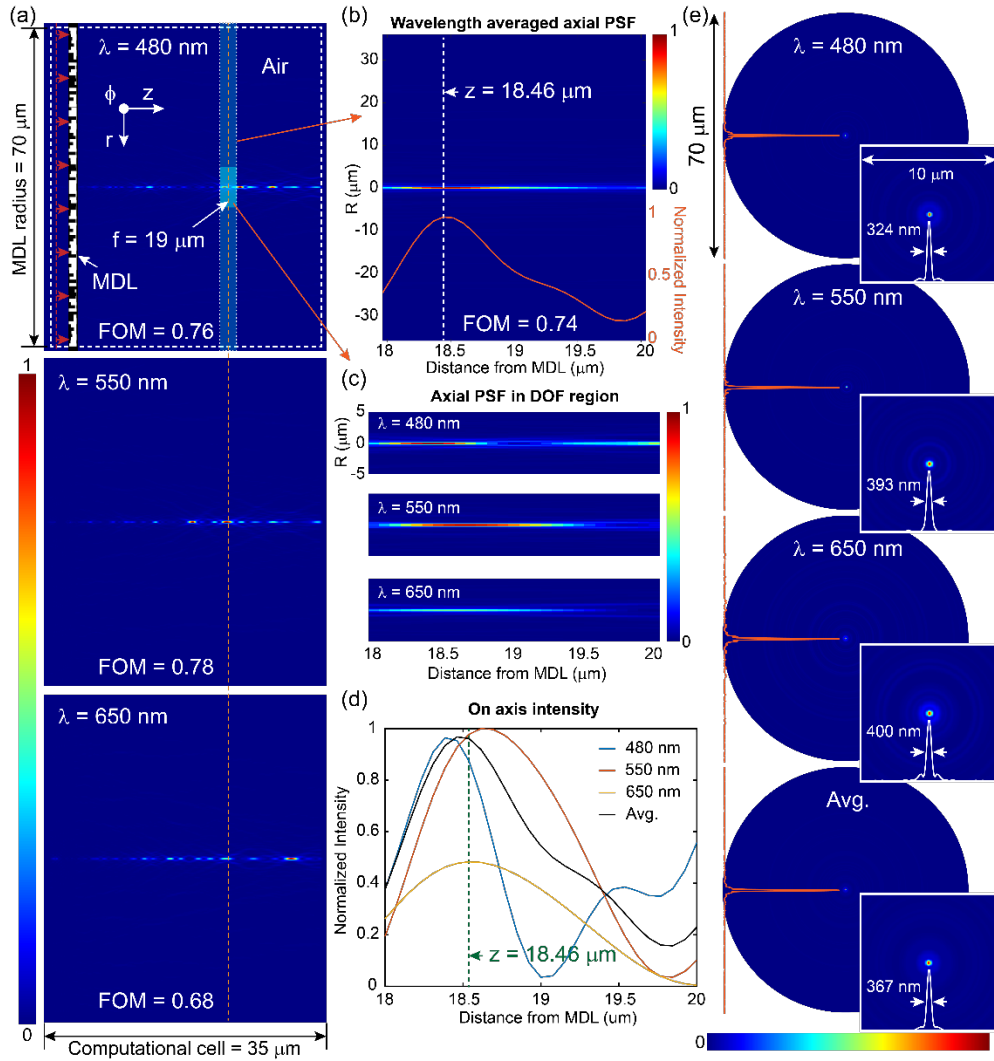 (a)
λ = 480 nm
Air
ϕ
z
r
MDL radius = 70 μm
f = 19 μm
MDL
FOM = 0.76
1
λ = 550 nm
FOM = 0.78
λ = 650 nm
FOM = 0.68
0
Computational cell = 35 μm
(b)
Wavelength averaged axial PSF
30
20
10
0
-10
-20
-30
R (μm)
z = 18.46 μm
1
0
1
0.5
0
Normalized Intensity
FOM = 0.74
18 18.5 19 19.5 20
Distance from MDL (μm)
(c)
Axial PSF in DOF region
5
0
-5
R (μm)
λ = 480 nm
λ = 550 nm
λ = 650 nm
1
0
18 18.5 19 19.5 20
Distance from MDL (μm)
(d)
On axis intensity
1
0.8
0.6
0.4
0.2
0
Normalized Intensity
480 nm
550 nm
650 nm
Avg.
z = 18.46 μm
18 18.5 19 19.5 20
Distance from MDL (um)
(e)
70 μm
λ = 480 nm
10 μm
324 nm
λ = 550 nm
393 nm
λ = 650 nm
400 nm
Avg.
367 nm